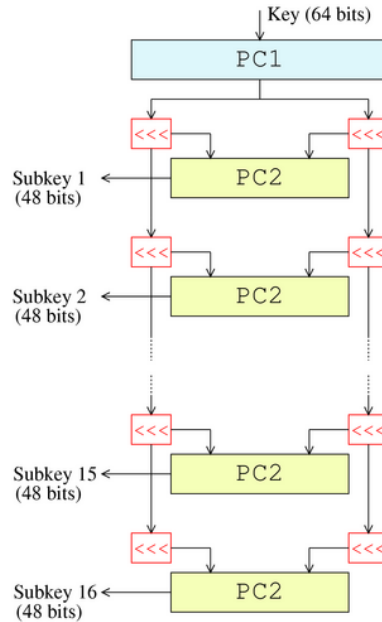 Key (64 bits)
PC1
<<< <<<
Subkey 1
(48 bits)
PC2
<<< <<<
Subkey 2
(48 bits)
PC2
<<< <<<
Subkey 15
(48 bits)
PC2
<<< <<<
Subkey 16
(48 bits)
PC2